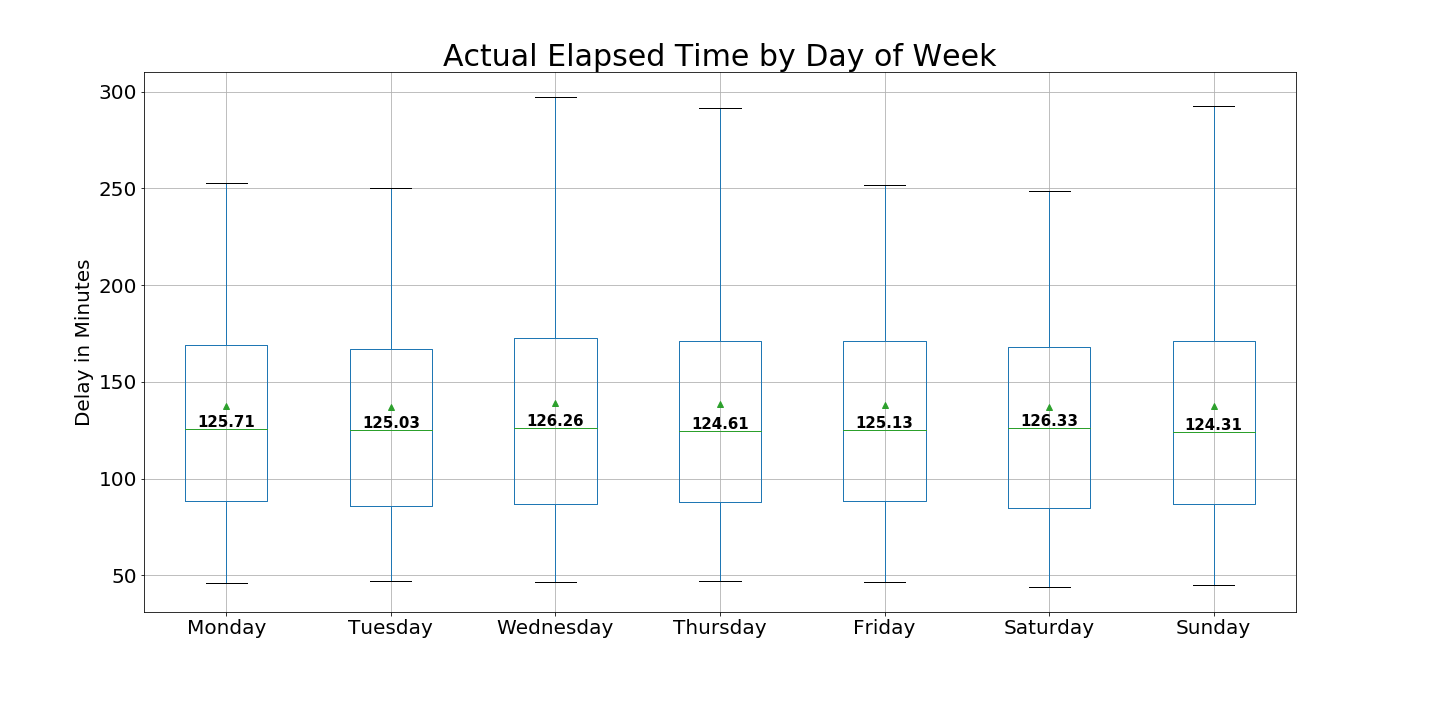 Actual Elapsed Time by Day of Week
Delay in Minutes
300
250
200
150
100
50
125.71
125.03
126.26
124.61
125.13
126.33
124.31
Monday
Tuesday
Wednesday
Thursday
Friday
Saturday
Sunday